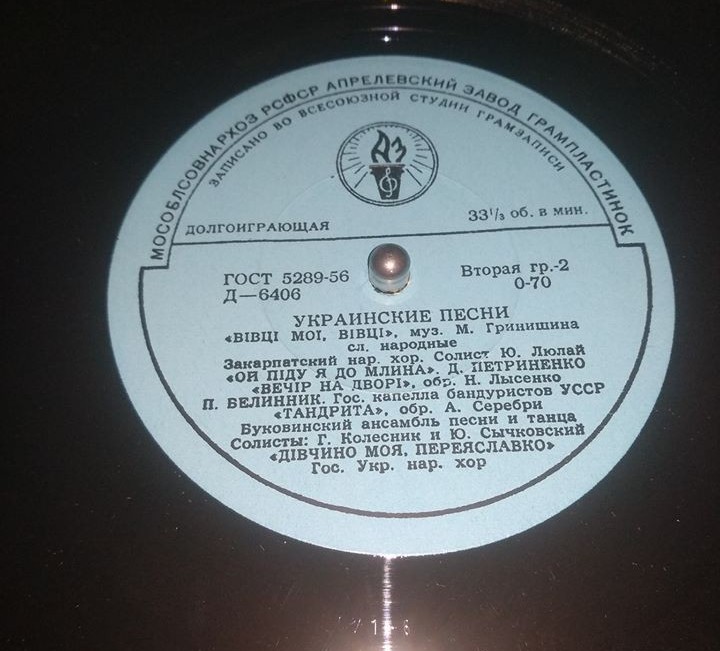 МОСОБЛСОВНАРХОЗ РСФСР АПРЕЛЕВСКИЙ ЗАВОД ГРАМПЛАСТИНОК
ЗАПИСАНО ВО ВСЕСОЮЗНОЙ СТУДИИ ГРАМЗАПИСИ
АЗ
ДОЛГОИГРАЮЩАЯ
33⅓ об. в мин.
ГОСТ 5289-56
Вторая гр.-2
Д—6406
0-70
УКРАИНСКИЕ ПЕСНИ
«ВІВЦІ МОЇ, ВІВЦІ», муз. М. Гринишина
сл. народные
Закарпатский нар. хор. Солист Ю. Люлай
«ОЙ ПІДУ Я ДО МЛИНА». Д. ПЕТРИНЕНКО
«ВЕЧІР НА ДВОРІ», обр. Н. Лысенко
П. БЕЛИННИК. Гос. капелла бандуристов УССР
«ТАНДРИТА», обр. А. Серебри
Буковинский ансамбль песни и танца
Солисты: Г. Колесник и Ю. Сычковский
«ДІВЧИНО МОЯ, ПЕРЕЯСЛАВКО»
Гос. Укр. нар. хор